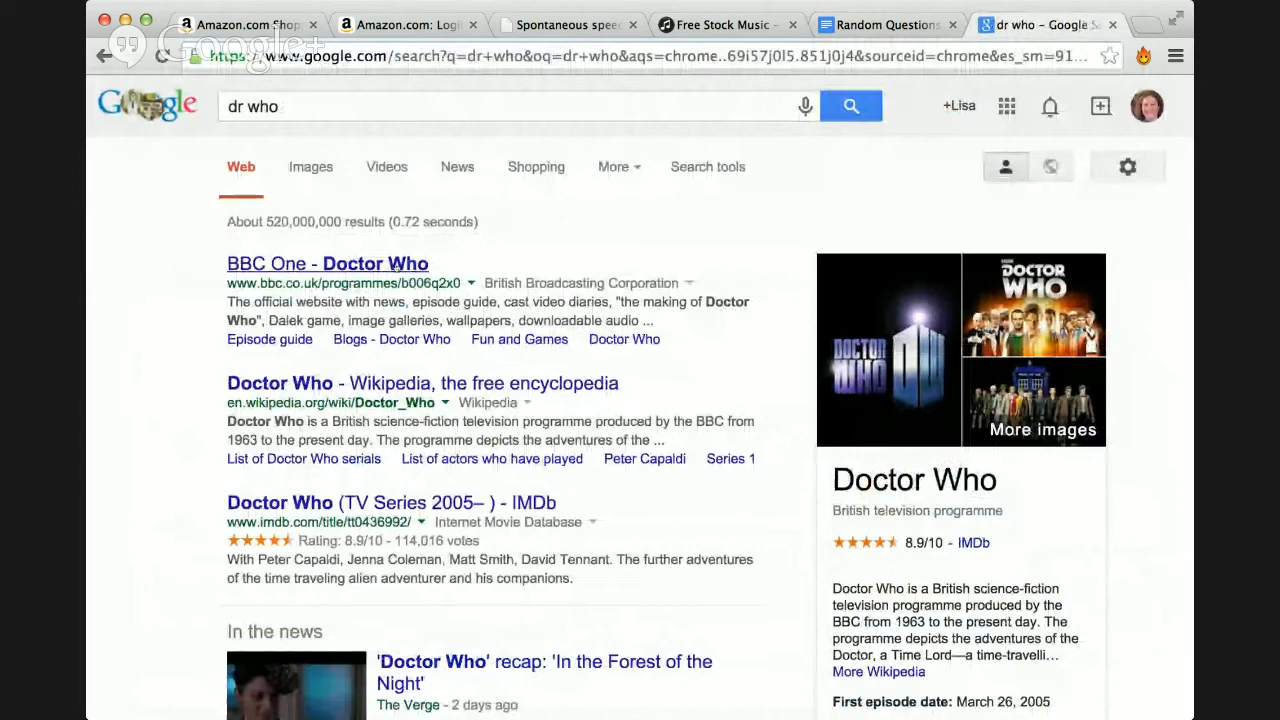 Amazon.com Shop
Amazon.com: Logi
Spontaneous spee
Free Stock Music –
Random Questions
dr who – Google Se
Google+
https://www.google.com/search?q=dr+who&oq=dr+who&aqs=chrome..69i57j0l5.851j0j4&sourceid=chrome&es_sm=91...
Google
dr who
+Lisa
Web Images Videos News Shopping More Search tools
About 520,000,000 results (0.72 seconds)
BBC One - Doctor Who
www.bbc.co.uk/programmes/b006q2x0 British Broadcasting Corporation
The official website with news, episode guide, cast video diaries, "the making of Doctor
Who", Dalek game, image galleries, wallpapers, downloadable audio ...
Episode guide Blogs - Doctor Who Fun and Games Doctor Who
Doctor Who - Wikipedia, the free encyclopedia
en.wikipedia.org/wiki/Doctor_Who Wikipedia
Doctor Who is a British science-fiction television programme produced by the BBC from
1963 to the present day. The programme depicts the adventures of the ...
List of Doctor Who serials List of actors who have played Peter Capaldi Series 1
Doctor Who (TV Series 2005– ) - IMDb
www.imdb.com/title/tt0436992/ Internet Movie Database
Rating: 8.9/10 - 114,016 votes
With Peter Capaldi, Jenna Coleman, Matt Smith, David Tennant. The further adventures
of the time traveling alien adventurer and his companions.
In the news
'Doctor Who' recap: 'In the Forest of the
Night'
The Verge - 2 days ago
DOCTOR
WHO
DW
BBC
DOCTOR
WHO
More images
Doctor Who
British television programme
8.9/10 - IMDb
Doctor Who is a British science-fiction
television programme produced by the
BBC from 1963 to the present day. The
programme depicts the adventures of the
Doctor, a Time Lord—a time-travelli…
More Wikipedia
First episode date: March 26, 2005